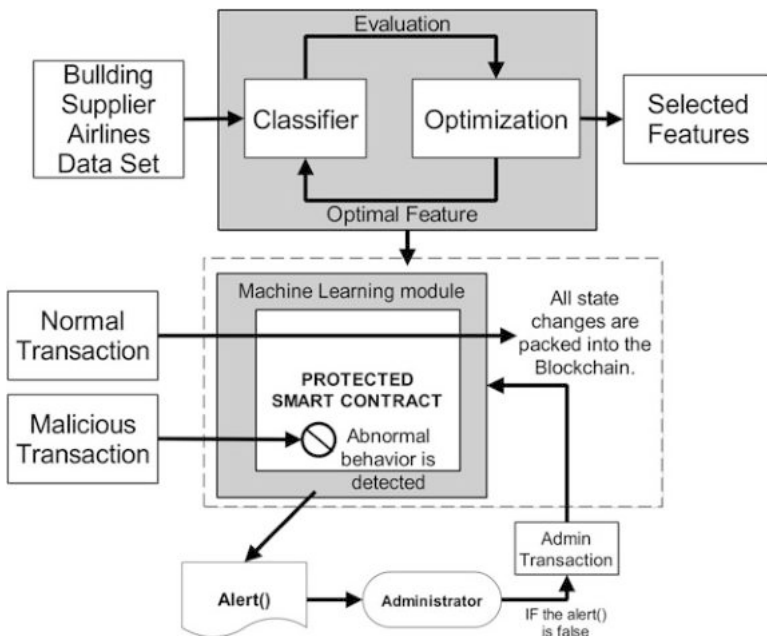 Evaluation
Bullding
Supplier
Airlines
Data Set
Classifier
Optimization
Selected
Features
Optimal Feature
Machine Learning module
Normal
Transaction
All state
changes are
packed into the
Blockchain.
PROTECTED
SMART CONTRACT
Malicious
Transaction
Abnormal
behavior is
detected
Admin
Transaction
Alert()
Administrator
IF the alert()
is false